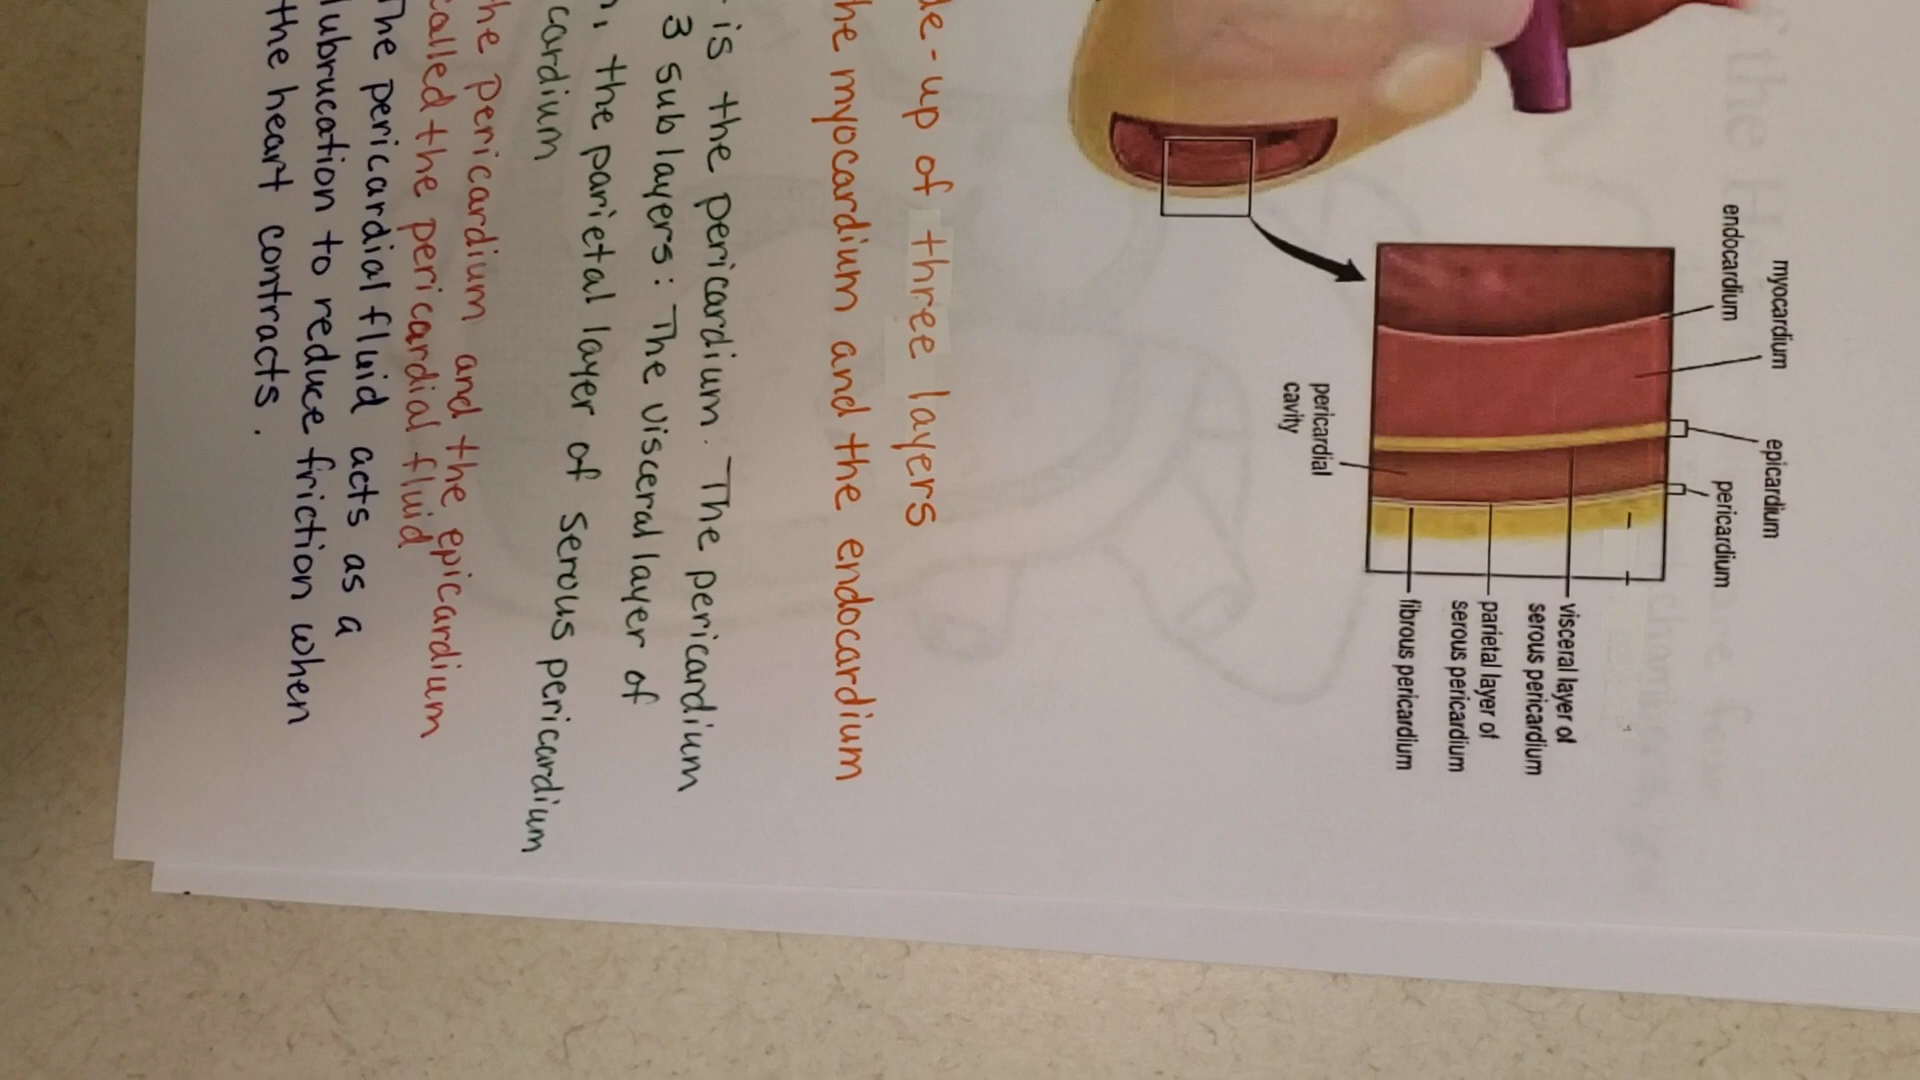 myocardium
endocardium
epicardium
pericardium
visceral layer of
serous pericardium
parietal layer of
serous pericardium
fibrous pericardium
pericardial
cavity
-up of three layers
the myocardium and the endocardium
is the pericardium. The pericardium
3 sub layers: The visceral layer of
, the parietal layer of serous pericardium
cardium
the pericardium and the epicardium
called the pericardial fluid
The pericardial fluid acts as a
lubrucation to reduce friction when
the heart contracts.